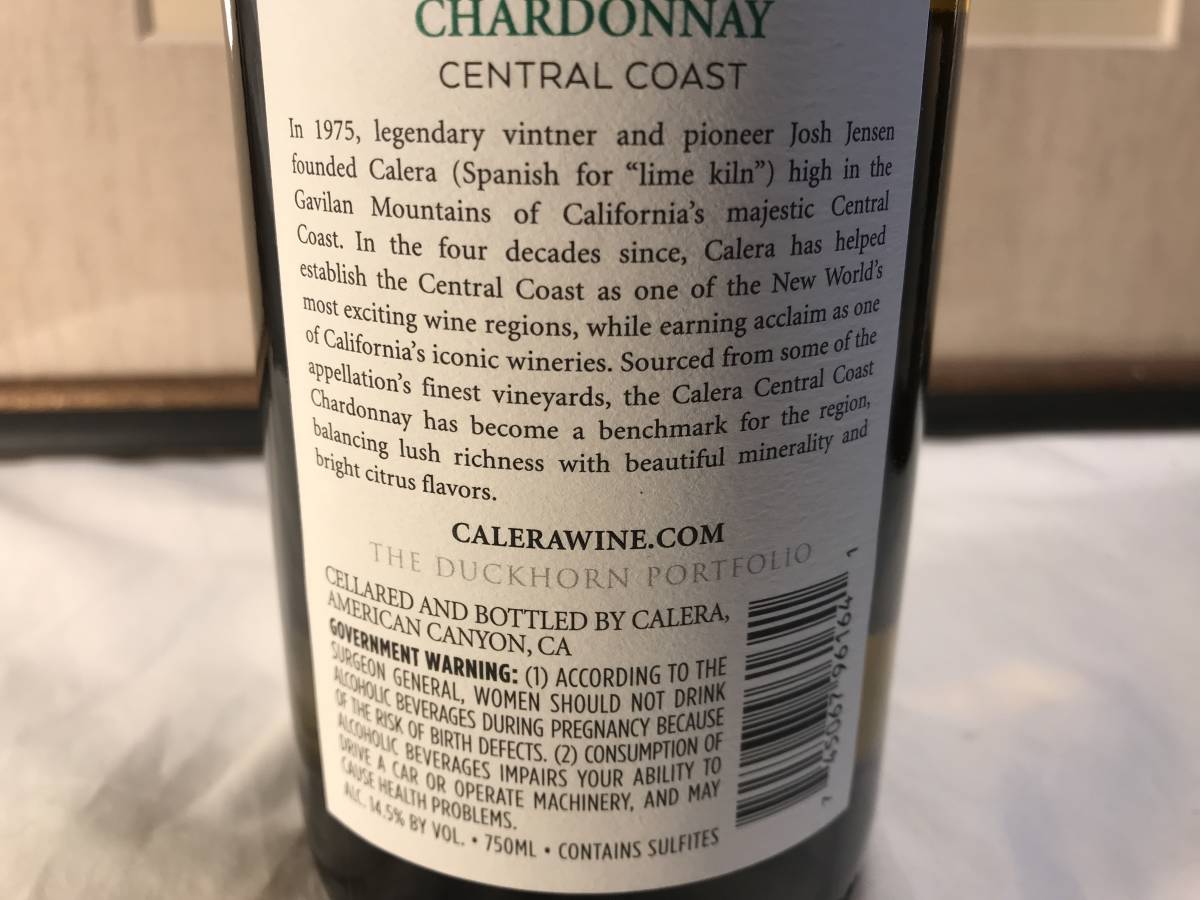 CHARDONNAY
CENTRAL COAST
In 1975, legendary vintner and pioneer Josh Jensen
founded Calera (Spanish for “lime kiln”) high in the
Gavilan Mountains of California’s majestic Central
Coast. In the four decades since, Calera has helped
establish the Central Coast as one of the New World’s
most exciting wine regions, while earning acclaim as one
of California’s iconic wineries. Sourced from some of the
appellation’s finest vineyards, the Calera Central Coast
Chardonnay has become a benchmark for the region,
balancing lush richness with beautiful minerality and
bright citrus flavors.
CALERAWINE.COM
THE DUCKHORN PORTFOLIO
CELLARED AND BOTTLED BY CALERA,
AMERICAN CANYON, CA
GOVERNMENT WARNING: (1) ACCORDING TO THE
SURGEON GENERAL, WOMEN SHOULD NOT DRINK
ALCOHOLIC BEVERAGES DURING PREGNANCY BECAUSE
OF THE RISK OF BIRTH DEFECTS. (2) CONSUMPTION OF
ALCOHOLIC BEVERAGES IMPAIRS YOUR ABILITY TO
DRIVE A CAR OR OPERATE MACHINERY, AND MAY
CAUSE HEALTH PROBLEMS.
ALC. 14.5% BY VOL. • 750ML • CONTAINS SULFITES
7 45067 96164 1